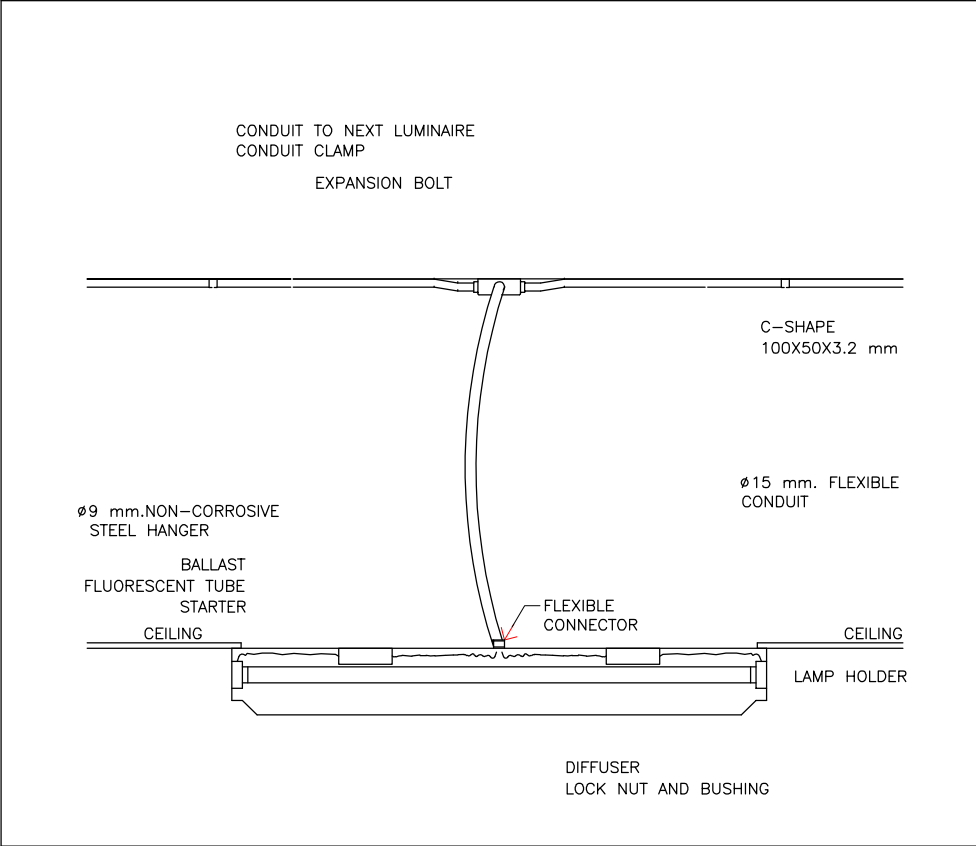 CONDUIT TO NEXT LUMINAIRE
CONDUIT CLAMP
EXPANSION BOLT
C-SHAPE
100X50X3.2 mm
ø15 mm. FLEXIBLE
CONDUIT
ø9 mm.NON-CORROSIVE
STEEL HANGER
BALLAST
FLUORESCENT TUBE
STARTER
FLEXIBLE
CONNECTOR
CEILING
CEILING
LAMP HOLDER
DIFFUSER
LOCK NUT AND BUSHING